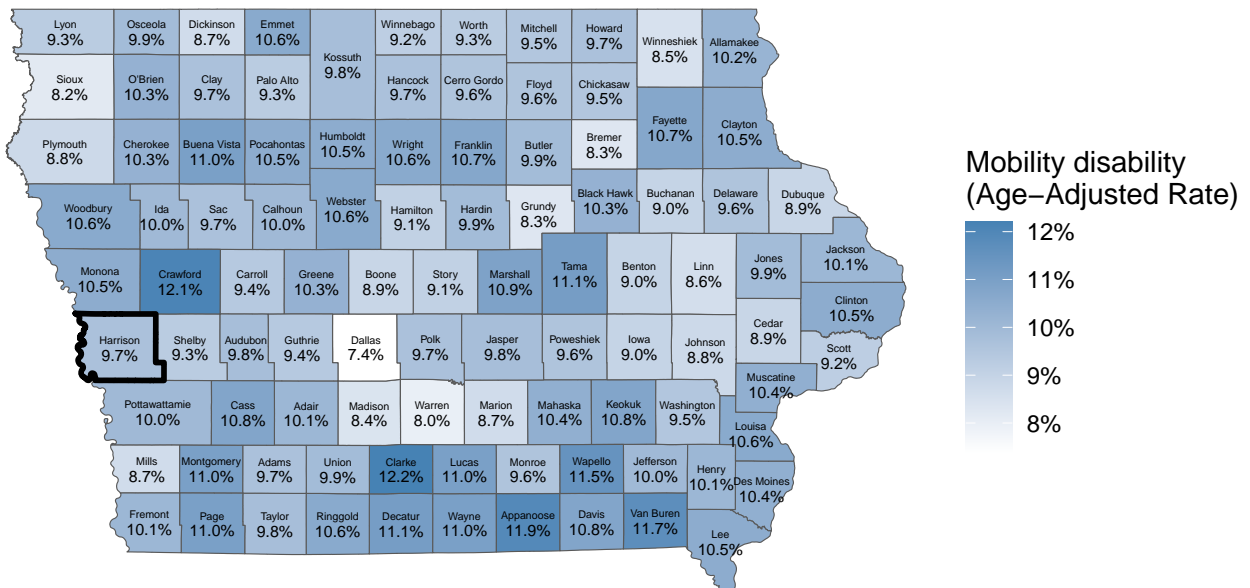 Lyon
9.3%
Osceola
9.9%
Dickinson
8.7%
Emmet
10.6%
Kossuth
9.8%
Winnebago
9.2%
Worth
9.3%
Mitchell
9.5%
Howard
9.7%
Winneshiek
8.5%
Allamakee
10.2%
Sioux
8.2%
O'Brien
10.3%
Clay
9.7%
Palo Alto
9.3%
Hancock
9.7%
Cerro Gordo
9.6%
Floyd
9.6%
Chickasaw
9.5%
Fayette
10.7%
Clayton
10.5%
Plymouth
8.8%
Cherokee
10.3%
Buena Vista
11.0%
Pocahontas
10.5%
Humboldt
10.5%
Wright
10.6%
Franklin
10.7%
Butler
9.9%
Bremer
8.3%
Woodbury
10.6%
Ida
10.0%
Sac
9.7%
Calhoun
10.0%
Webster
10.6%
Hamilton
9.1%
Hardin
9.9%
Grundy
8.3%
Black Hawk
10.3%
Buchanan
9.0%
Delaware
9.6%
Dubuque
8.9%
Monona
10.5%
Crawford
12.1%
Carroll
9.4%
Greene
10.3%
Boone
8.9%
Story
9.1%
Marshall
10.9%
Tama
11.1%
Benton
9.0%
Linn
8.6%
Jones
9.9%
Jackson
10.1%
Clinton
10.5%
Harrison
9.7%
Shelby
9.3%
Audubon
9.8%
Guthrie
9.4%
Dallas
7.4%
Polk
9.7%
Jasper
9.8%
Poweshiek
9.6%
Iowa
9.0%
Johnson
8.8%
Cedar
8.9%
Scott
9.2%
Muscatine
10.4%
Pottawattamie
10.0%
Cass
10.8%
Adair
10.1%
Madison
8.4%
Warren
8.0%
Marion
8.7%
Mahaska
10.4%
Keokuk
10.8%
Washington
9.5%
Louisa
10.6%
Mills
8.7%
Montgomery
11.0%
Adams
9.7%
Union
9.9%
Clarke
12.2%
Lucas
11.0%
Monroe
9.6%
Wapello
11.5%
Jefferson
10.0%
Henry
10.1%
Des Moines
10.4%
Fremont
10.1%
Page
11.0%
Taylor
9.8%
Ringgold
10.6%
Decatur
11.1%
Wayne
11.0%
Appanoose
11.9%
Davis
10.8%
Van Buren
11.7%
Lee
10.5%
Mobility disability
(Age−Adjusted Rate)
12%
11%
10%
9%
8%